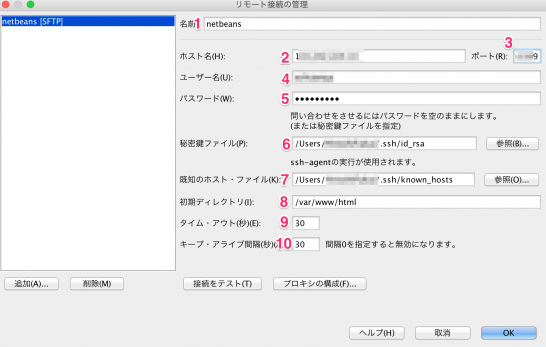 リモート接続の管理
netbeans [SFTP]
名前 1 netbeans
ホスト名(H): 2 1 ポート(R): 3 9
ユーザー名(U): 4
パスワード(W): 5 •••••••••
問い合わせをさせるにはパスワードを空のままにします。
(または秘密鍵ファイルを指定)
秘密鍵ファイル(P): 6 /Users/ .ssh/id_rsa 参照(B)...
ssh-agentの実行が使用されます。
既知のホスト・ファイル(K): 7 /Users/ .ssh/known_hosts 参照(O)...
初期ディレクトリ(I): 8 /var/www/html
タイム・アウト(秒)(E): 9 30
キープ・アライブ間隔(秒)( 10 30 間隔0を指定すると無効になります。
追加(A)... 削除(M) 接続をテスト(T) プロキシの構成(F)...
ヘルプ(H) 取消 OK